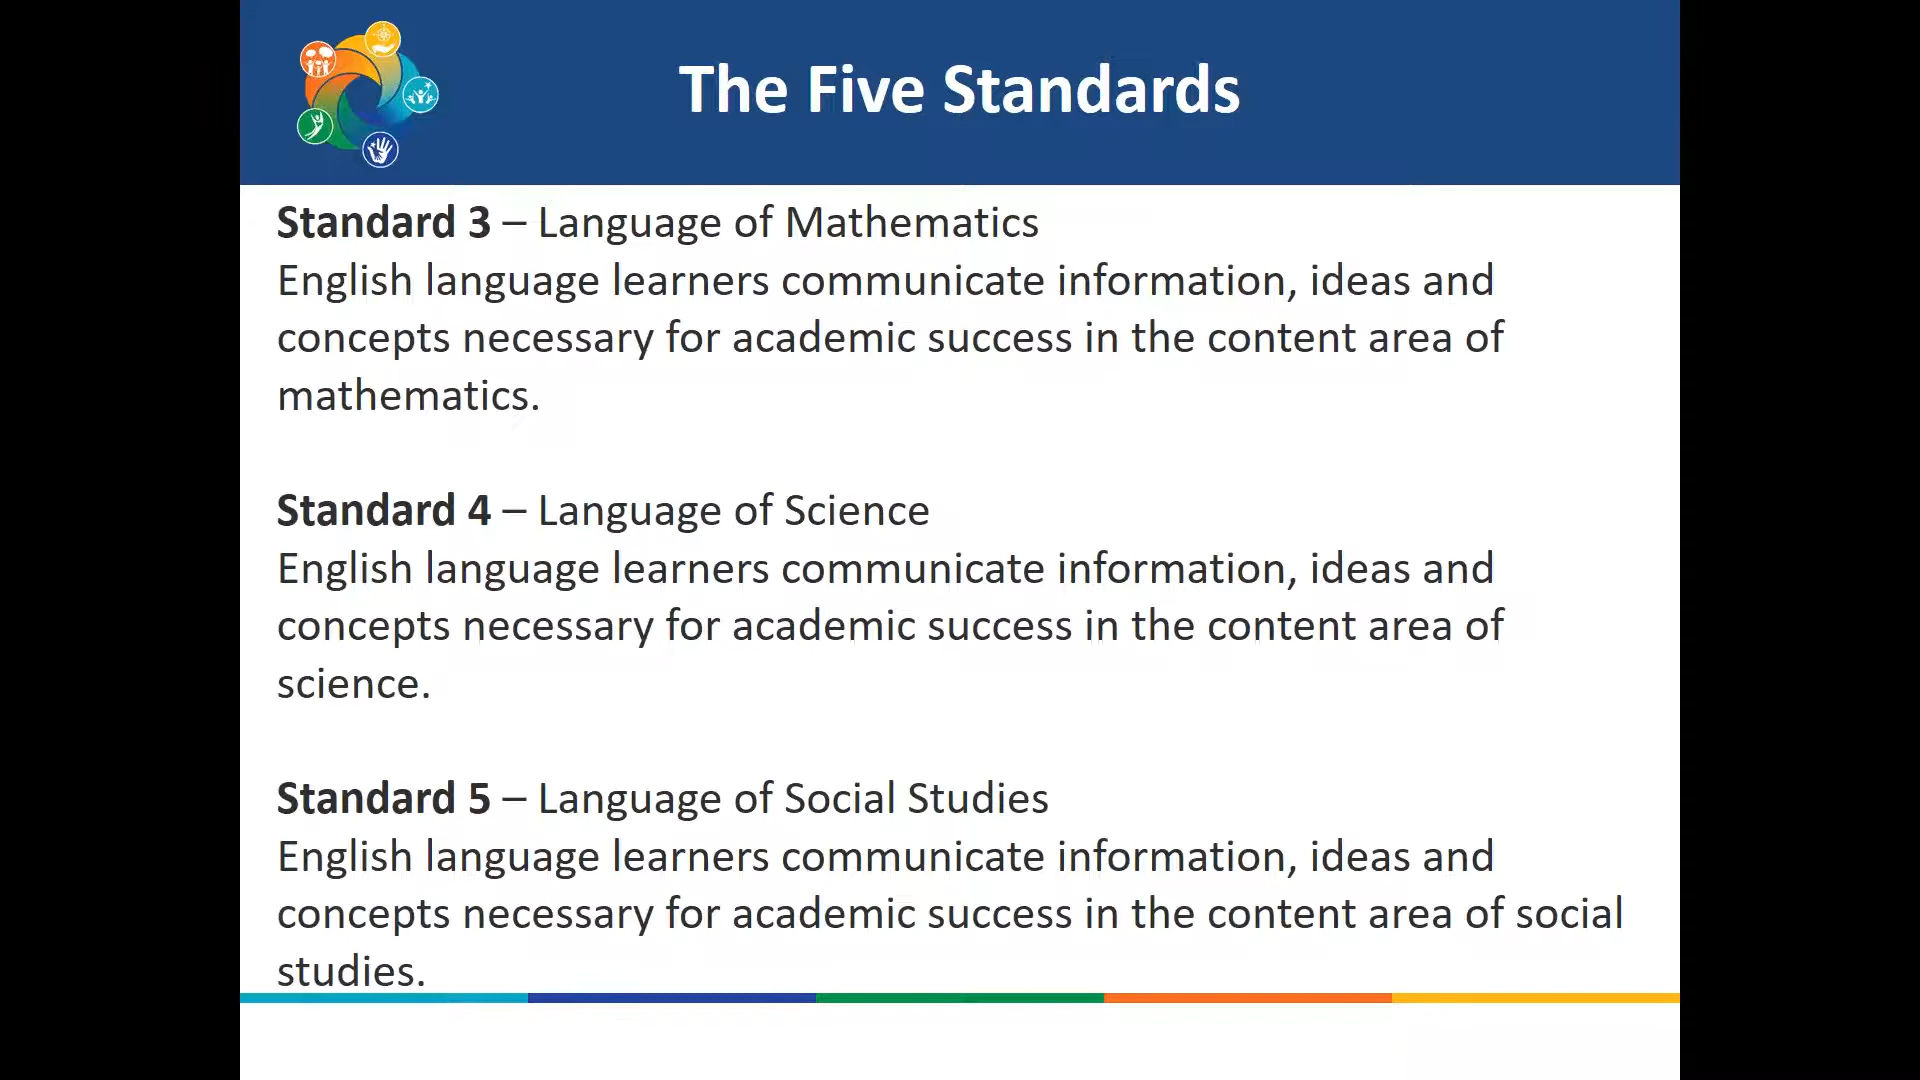 The Five Standards
Standard 3 – Language of Mathematics
English language learners communicate information, ideas and
concepts necessary for academic success in the content area of
mathematics.
Standard 4 – Language of Science
English language learners communicate information, ideas and
concepts necessary for academic success in the content area of
science.
Standard 5 – Language of Social Studies
English language learners communicate information, ideas and
concepts necessary for academic success in the content area of social
studies.